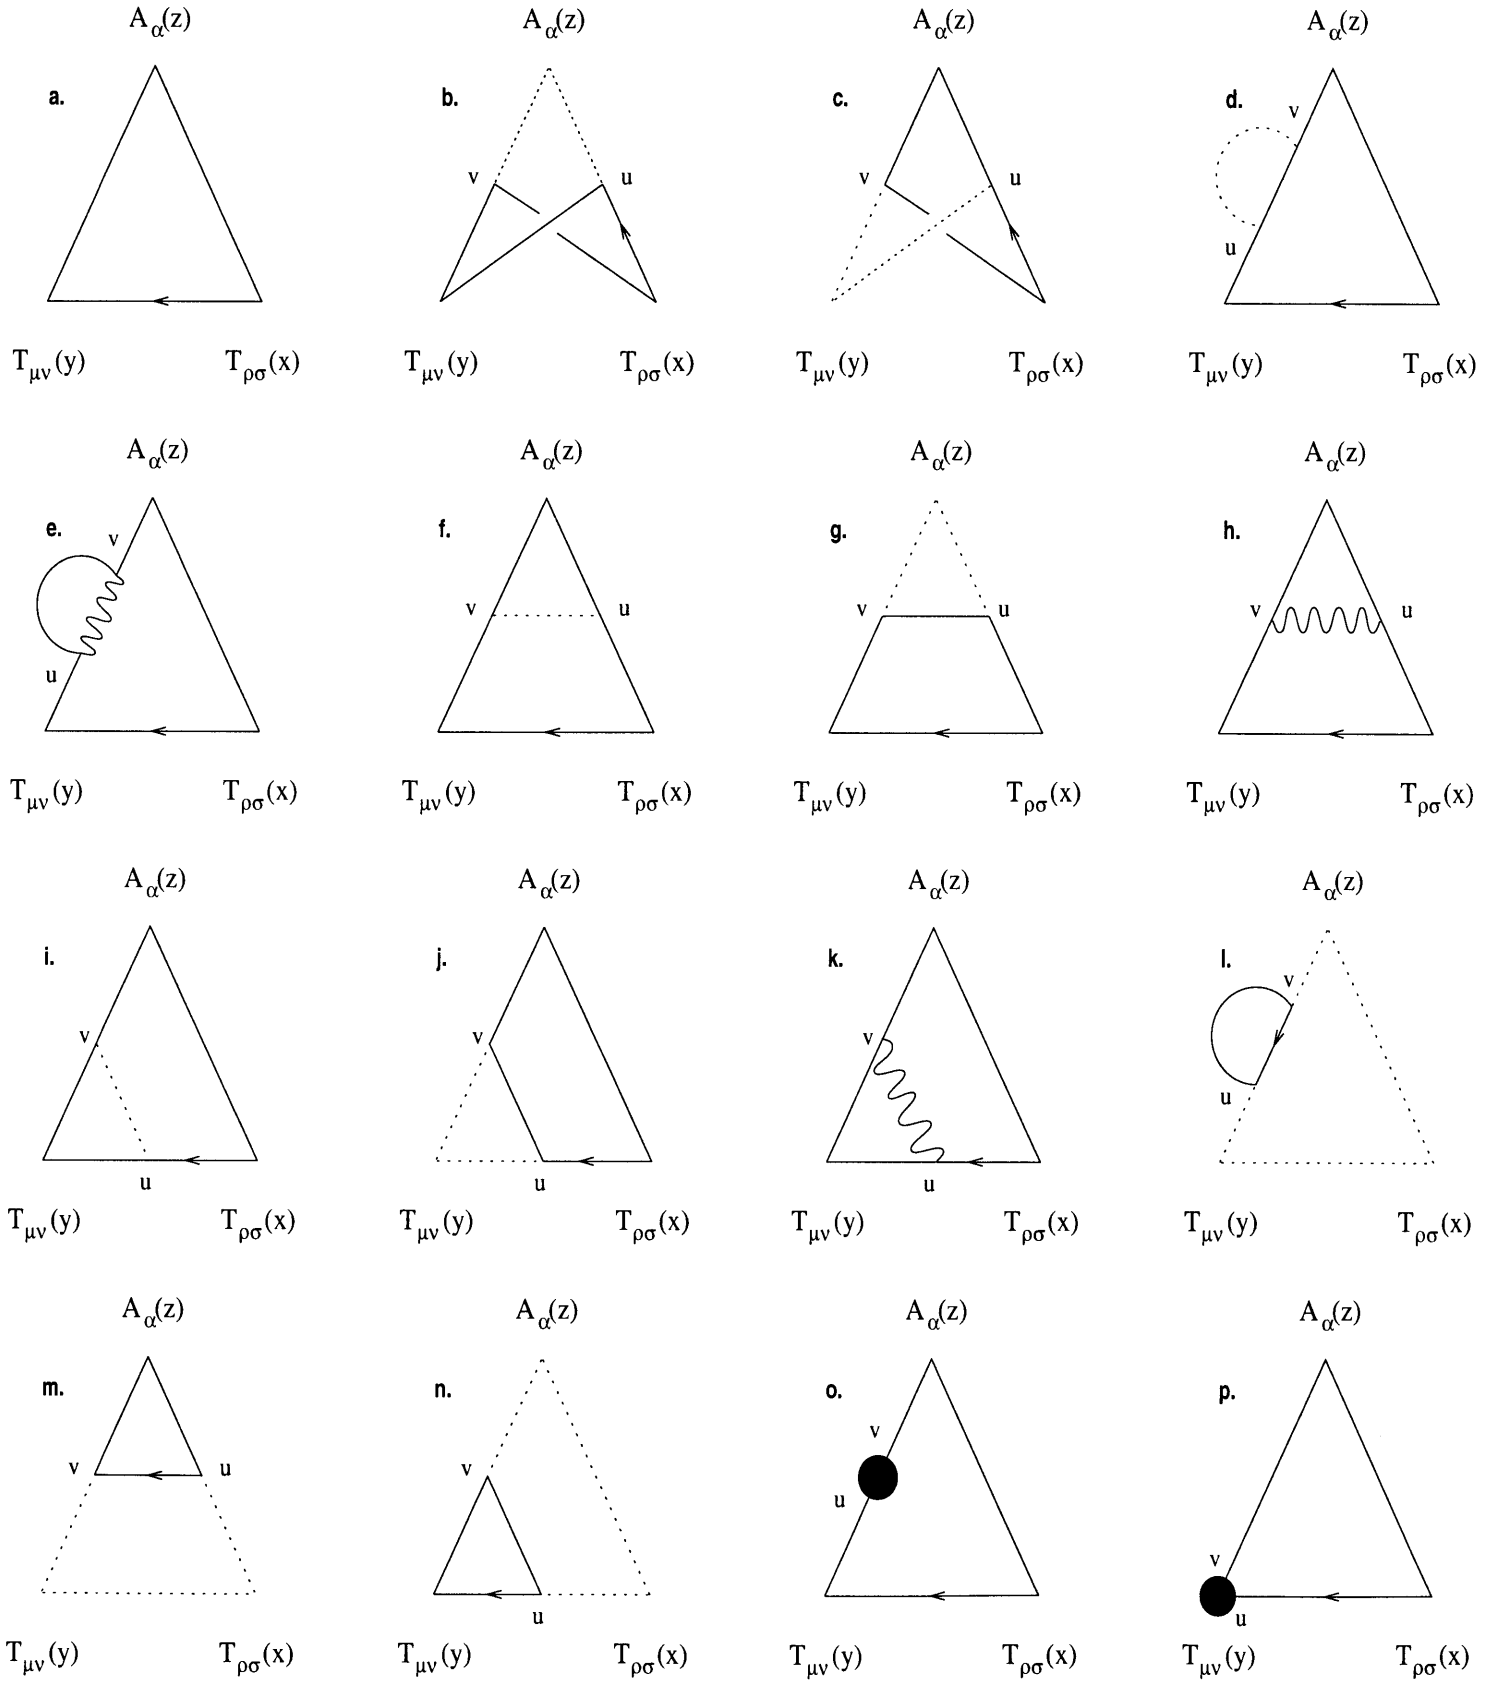 A_α(z) A_α(z) A_α(z) A_α(z)
a. b. c. d.
v
v u v u
u
T_μν(y) T_ρσ(x) T_μν(y) T_ρσ(x) T_μν(y) T_ρσ(x) T_μν(y) T_ρσ(x)
A_α(z) A_α(z) A_α(z) A_α(z)
e. f. g. h.
v
v u v u v u
u
T_μν(y) T_ρσ(x) T_μν(y) T_ρσ(x) T_μν(y) T_ρσ(x) T_μν(y) T_ρσ(x)
A_α(z) A_α(z) A_α(z) A_α(z)
i. j. k. l.
v
v v v
u
u u u
T_μν(y) T_ρσ(x) T_μν(y) T_ρσ(x) T_μν(y) T_ρσ(x) T_μν(y) T_ρσ(x)
A_α(z) A_α(z) A_α(z) A_α(z)
m. n. o. p.
v
v u v
u
v
u u
T_μν(y) T_ρσ(x) T_μν(y) T_ρσ(x) T_μν(y) T_ρσ(x) T_μν(y) T_ρσ(x)